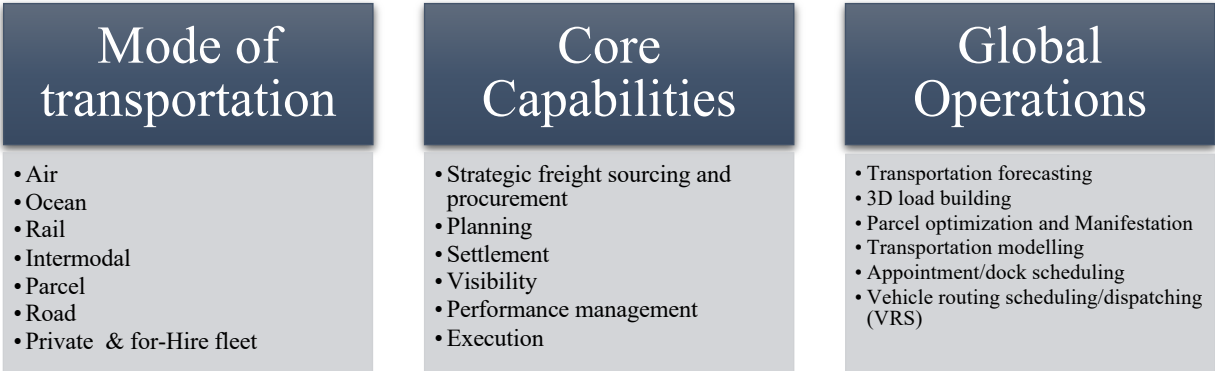 Mode of
transportation
• Air
• Ocean
• Rail
• Intermodal
• Parcel
• Road
• Private & for-Hire fleet
Core
Capabilities
• Strategic freight sourcing and
procurement
• Planning
• Settlement
• Visibility
• Performance management
• Execution
Global
Operations
• Transportation forecasting
• 3D load building
• Parcel optimization and Manifestation
• Transportation modelling
• Appointment/dock scheduling
• Vehicle routing scheduling/dispatching
(VRS)